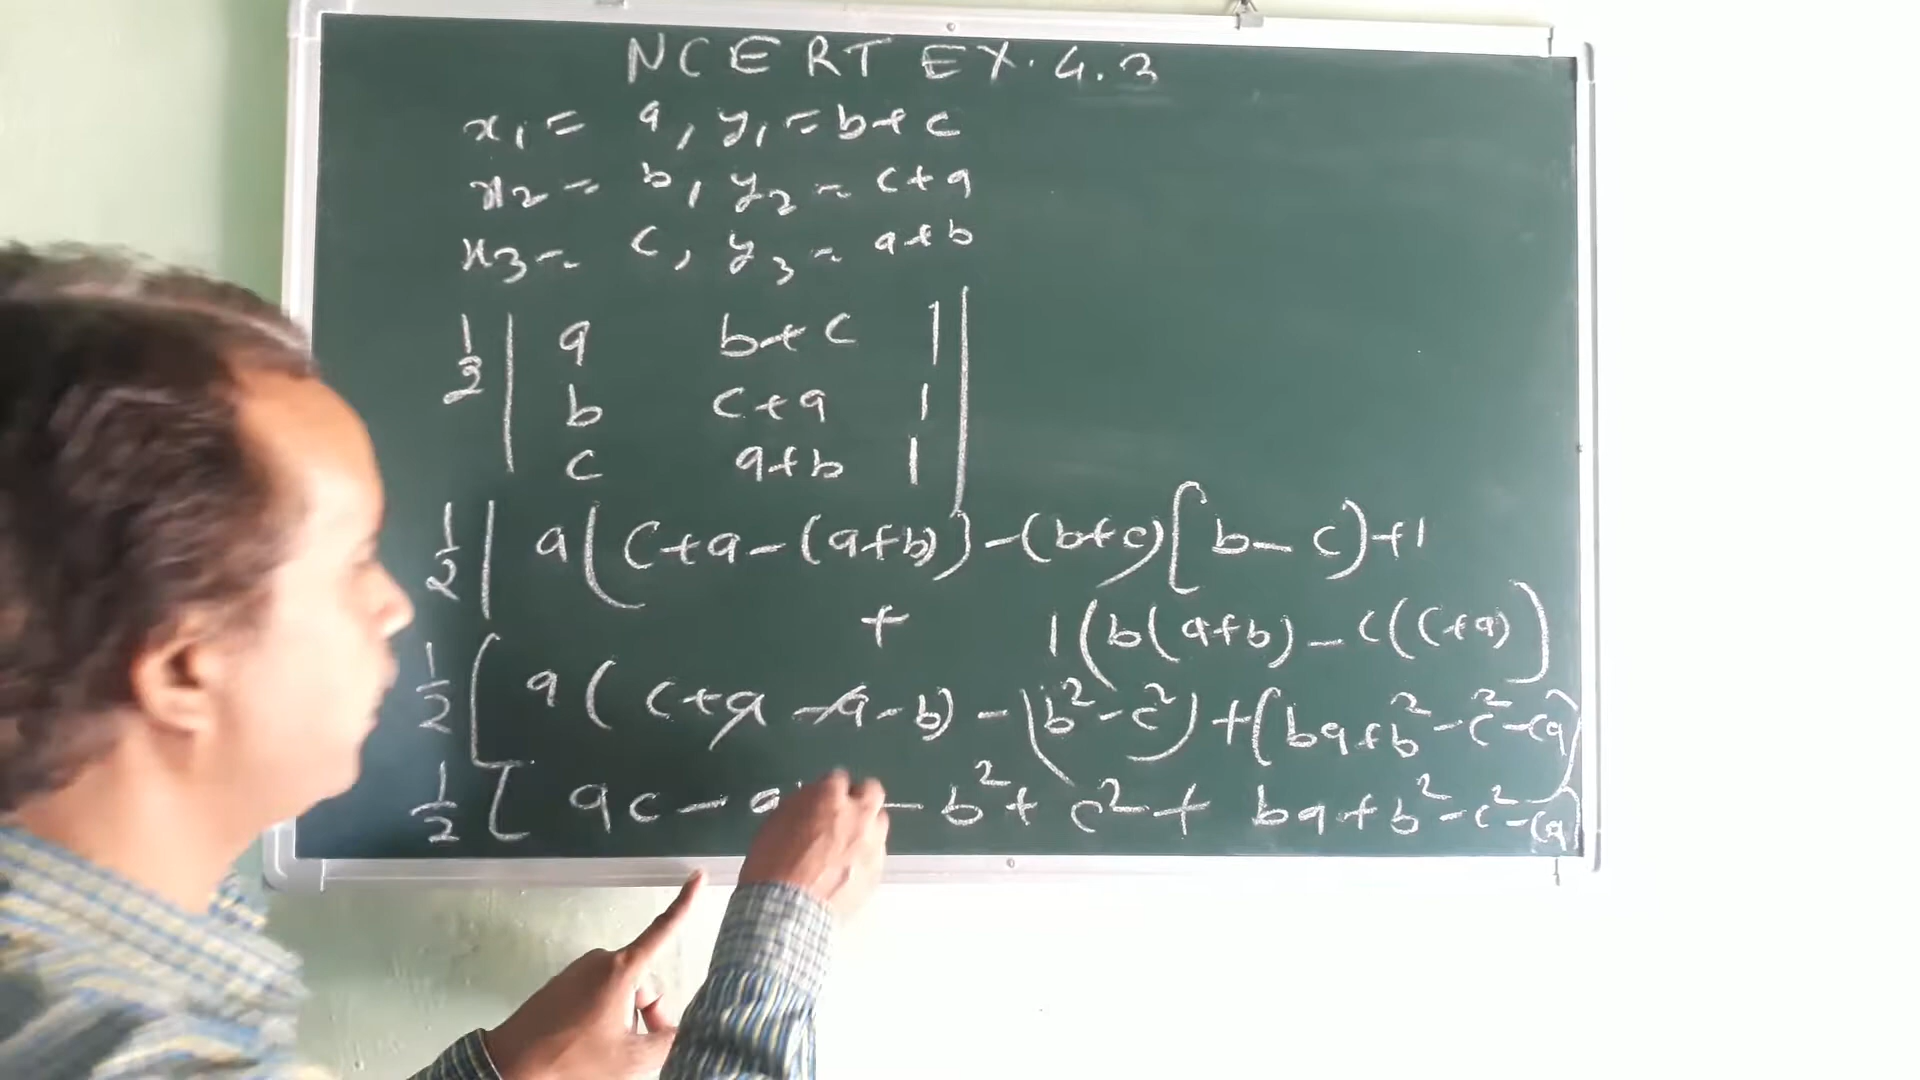 NCERT EX. 4.3
x₁ = a, y₁ = b+c
x₂ = b, y₂ = c+a
x₃ = c, y₃ = a+b
1/2 | a b+c 1 |
b c+a 1
c a+b 1
1/2 | a(c+a-(a+b)) - (b+c)[b-c)+1
+ 1(b(a+b)-c(c+a))
1/2 [ a(c+a-a-b) - (b²-c²) + (ba+b²-c²-ca)
1/2 [ ac - a - b² + c² + ba + b² - c² - ca